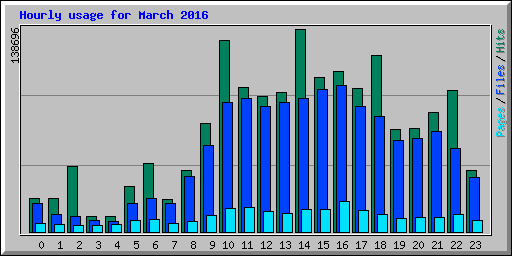 Hourly usage for March 2016
138696
Pages/Files/Hits
0 1 2 3 4 5 6 7 8 9 10 11 12 13 14 15 16 17 18 19 20 21 22 23